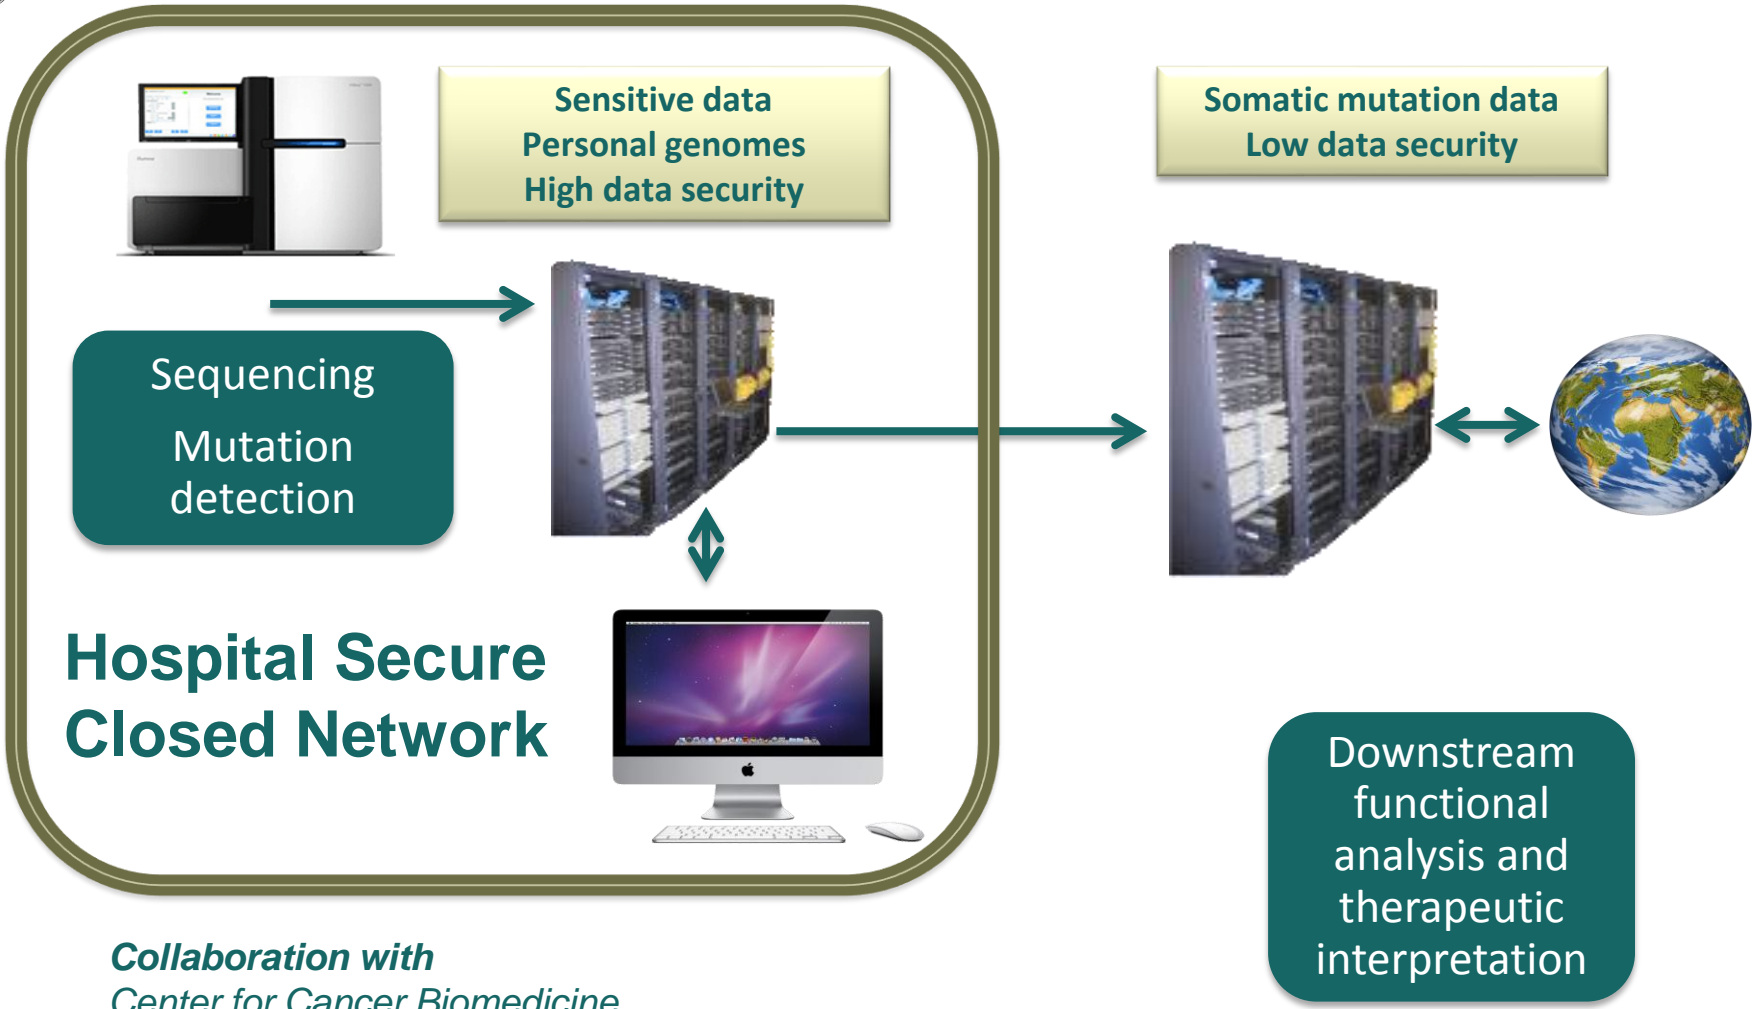 Sensitive data
Personal genomes
High data security
Somatic mutation data
Low data security
Sequencing
Mutation
detection
Hospital Secure
Closed Network
Downstream
functional
analysis and
therapeutic
interpretation
Collaboration with
Center for Cancer Biomedicine